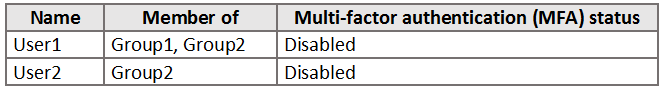 Name Member of Multi-factor authentication (MFA) status
User1 Group1, Group2 Disabled
User2 Group2 Disabled